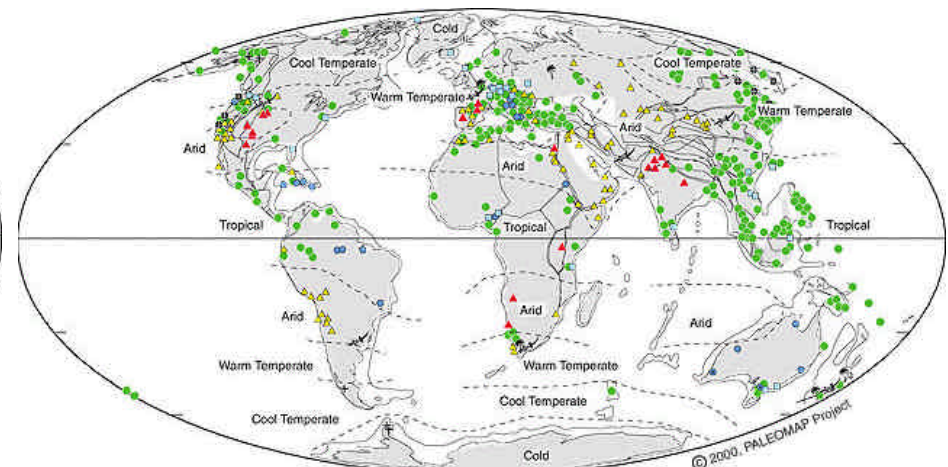 Cold
Cool Temperate
Cool Temperate
Warm Temperate
Warm Temperate
Arid
Arid
Arid
Tropical
Tropical
Tropical
Arid
Arid
Arid
Warm Temperate
Warm Temperate
Cool Temperate
Cool Temperate
Cold
© 2000, PALEOMAP Project